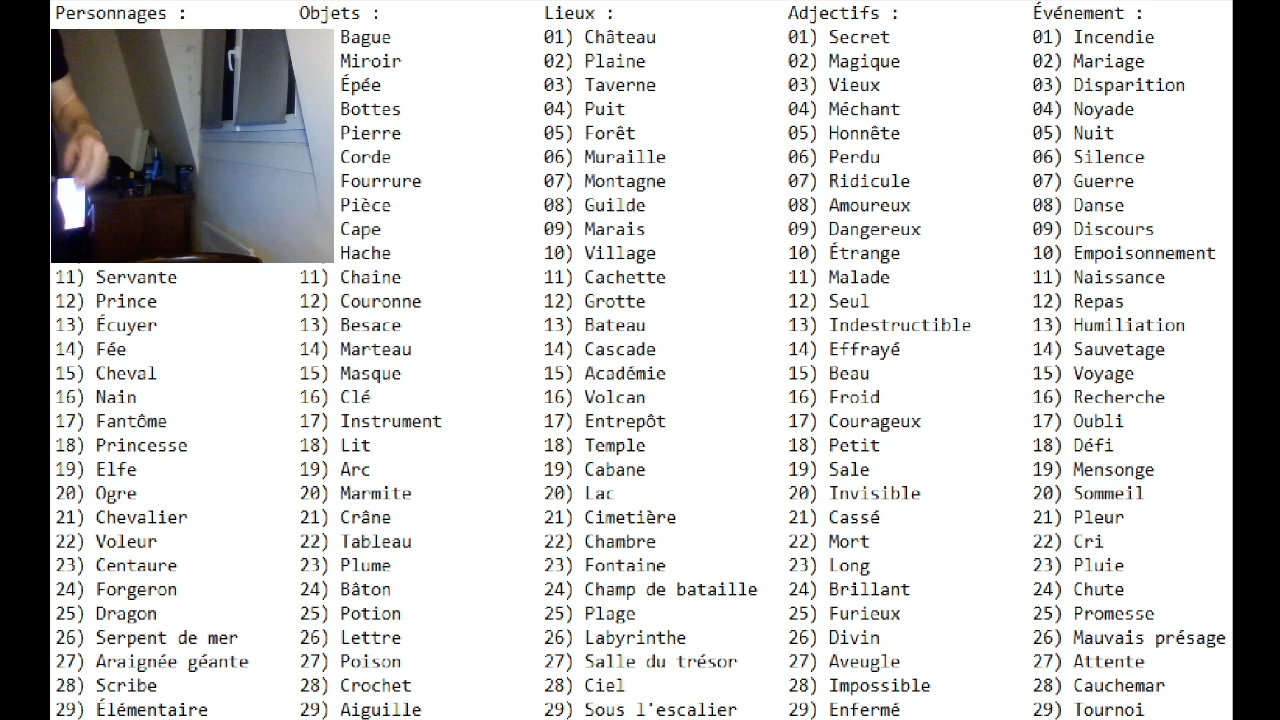 Personnages : Objets : Lieux : Adjectifs : Événement :
Bague 01) Château 01) Secret 01) Incendie
Miroir 02) Plaine 02) Magique 02) Mariage
Épée 03) Taverne 03) Vieux 03) Disparition
Bottes 04) Puit 04) Méchant 04) Noyade
Pierre 05) Forêt 05) Honnête 05) Nuit
Corde 06) Muraille 06) Perdu 06) Silence
Fourrure 07) Montagne 07) Ridicule 07) Guerre
Pièce 08) Guilde 08) Amoureux 08) Danse
Cape 09) Marais 09) Dangereux 09) Discours
Hache 10) Village 10) Étrange 10) Empoisonnement
11) Servante 11) Chaine 11) Cachette 11) Malade 11) Naissance
12) Prince 12) Couronne 12) Grotte 12) Seul 12) Repas
13) Écuyer 13) Besace 13) Bateau 13) Indestructible 13) Humiliation
14) Fée 14) Marteau 14) Cascade 14) Effrayé 14) Sauvetage
15) Cheval 15) Masque 15) Académie 15) Beau 15) Voyage
16) Nain 16) Clé 16) Volcan 16) Froid 16) Recherche
17) Fantôme 17) Instrument 17) Entrepôt 17) Courageux 17) Oubli
18) Princesse 18) Lit 18) Temple 18) Petit 18) Défi
19) Elfe 19) Arc 19) Cabane 19) Sale 19) Mensonge
20) Ogre 20) Marmite 20) Lac 20) Invisible 20) Sommeil
21) Chevalier 21) Crâne 21) Cimetière 21) Cassé 21) Pleur
22) Voleur 22) Tableau 22) Chambre 22) Mort 22) Cri
23) Centaure 23) Plume 23) Fontaine 23) Long 23) Pluie
24) Forgeron 24) Bâton 24) Champ de bataille 24) Brillant 24) Chute
25) Dragon 25) Potion 25) Plage 25) Furieux 25) Promesse
26) Serpent de mer 26) Lettre 26) Labyrinthe 26) Divin 26) Mauvais présage
27) Araignée géante 27) Poison 27) Salle du trésor 27) Aveugle 27) Attente
28) Scribe 28) Crochet 28) Ciel 28) Impossible 28) Cauchemar
29) Élémentaire 29) Aiguille 29) Sous l'escalier 29) Enfermé 29) Tournoi